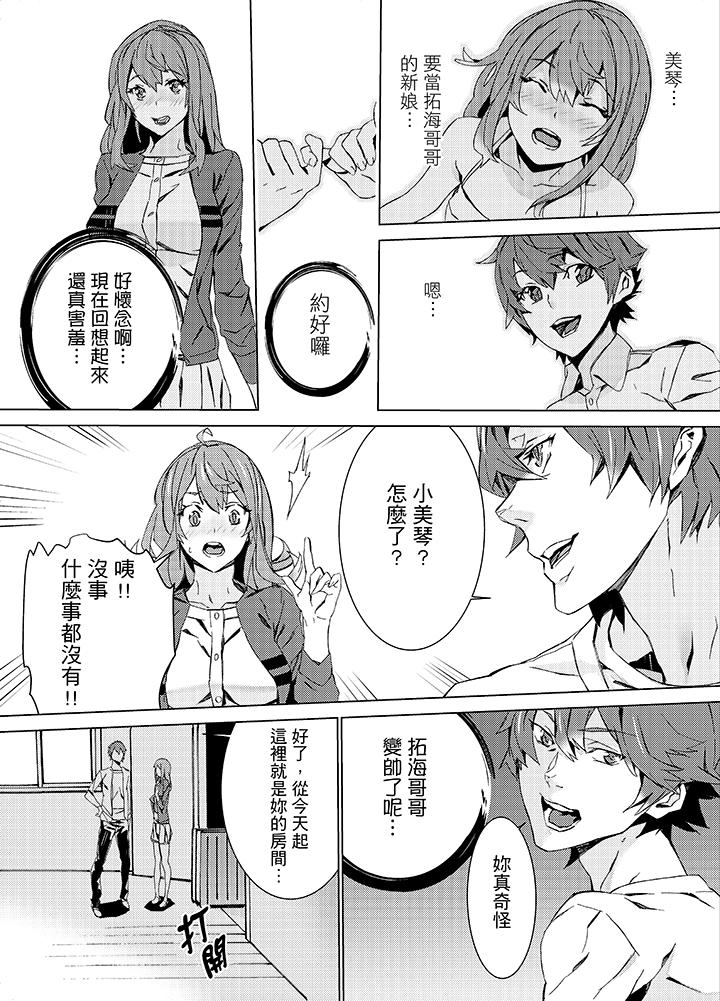 美琴…
要當拓海哥哥
的新娘…
嗯…
約好囉
好懷念啊…
現在回想起來
還真害羞…
小美琴？
怎麼了？
咦!!
沒事
什麼事都沒有!!
妳真奇怪
拓海哥哥
變帥了呢…
好了，從今天起
這裡就是妳的房間…
打開